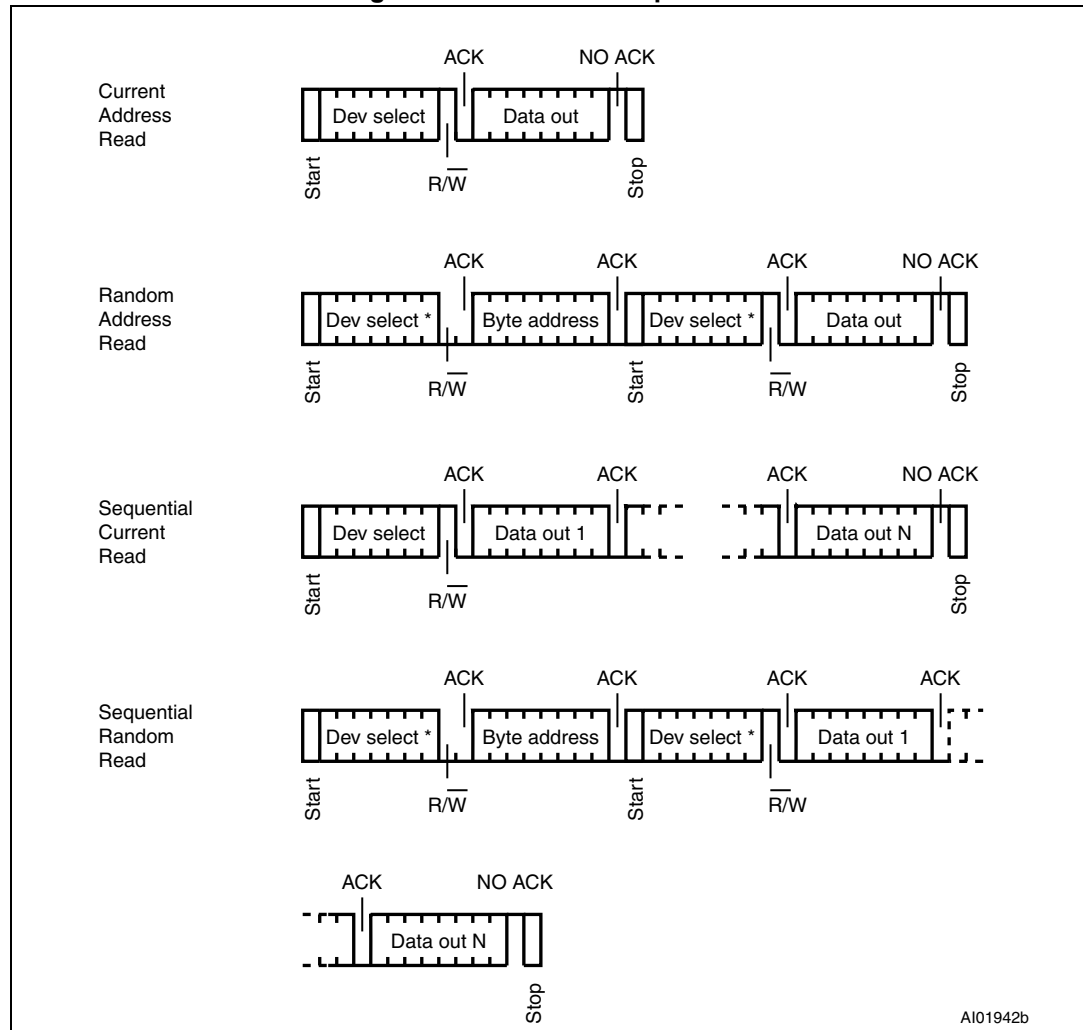 ACK NO ACK
Current
Address
Read
Dev select Data out
Start R/W̅ Stop
ACK ACK ACK NO ACK
Random
Address
Read
Dev select * Byte address Dev select * Data out
Start R/W̅ Start R̅/W Stop
ACK ACK ACK NO ACK
Sequential
Current
Read
Dev select Data out 1 Data out N
Start R/W̅ Stop
ACK ACK ACK ACK
Sequential
Random
Read
Dev select * Byte address Dev select * Data out 1
Start R/W̅ Start R̅/W
ACK NO ACK
Data out N
Stop
AI01942b